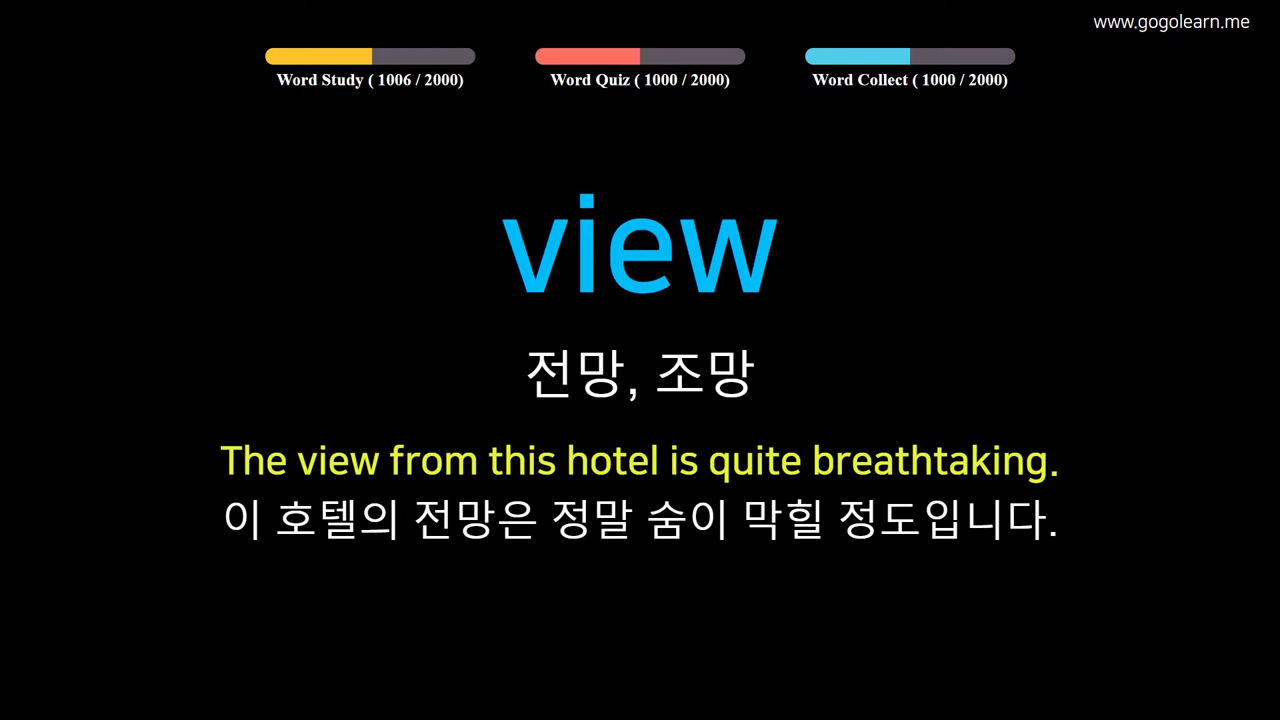 www.gogolearn.me
Word Study ( 1006 / 2000)
Word Quiz ( 1000 / 2000)
Word Collect ( 1000 / 2000)
view
전망, 조망
The view from this hotel is quite breathtaking.
이 호텔의 전망은 정말 숨이 막힐 정도입니다.